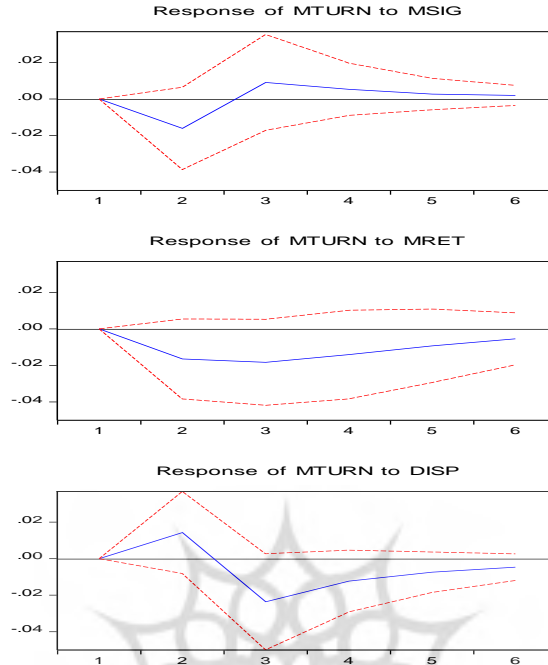 Response of MTURN to MSIG
.02
.00
-.02
-.04
1 2 3 4 5 6
Response of MTURN to MRET
.02
.00
-.02
-.04
1 2 3 4 5 6
Response of MTURN to DISP
.02
.00
-.02
-.04
1 2 3 4 5 6